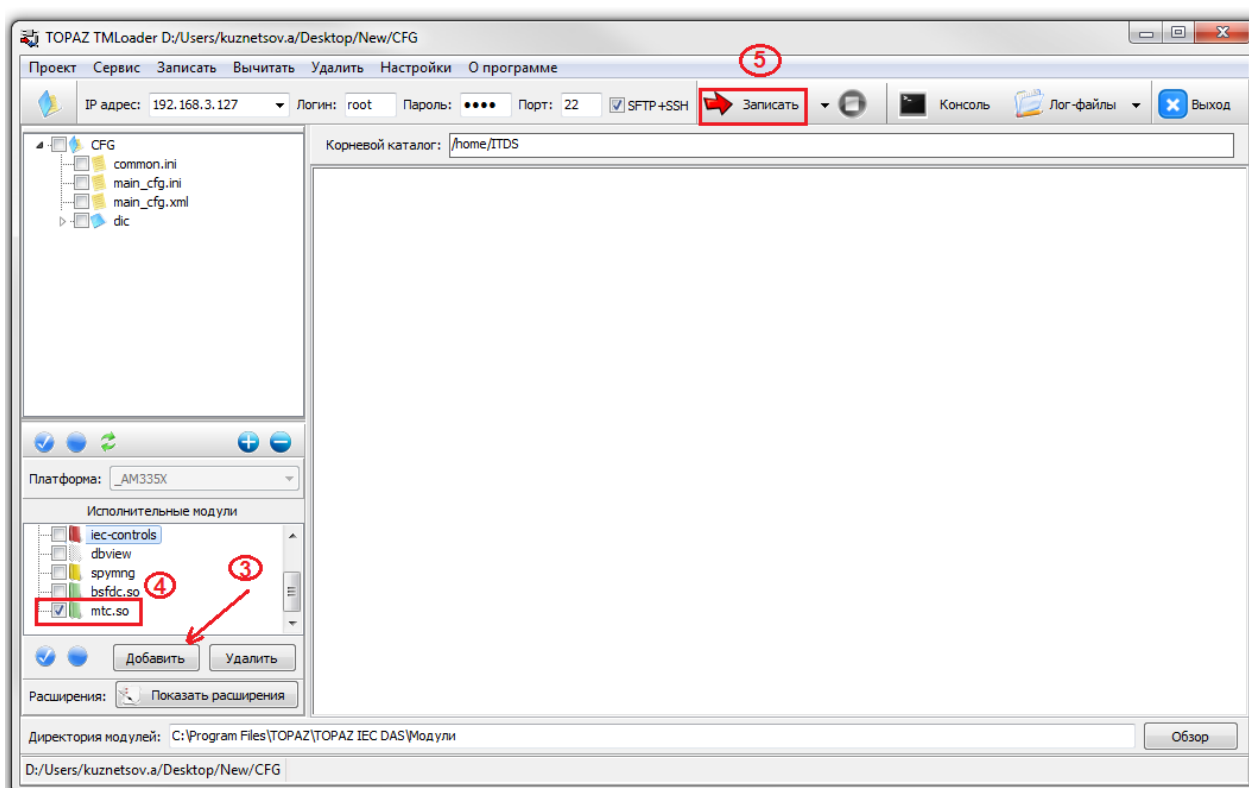 TOPAZ TMLoader D:/Users/kuznetsov.a/Desktop/New/CFG
Проект Сервис Записать Вычитать Удалить Настройки О программе
5
IP адрес: 192.168.3.127 Логин: root Пароль: •••• Порт: 22 SFTP+SSH Записать Консоль Лог-файлы Выход
CFG
common.ini
main_cfg.ini
main_cfg.xml
dic
Корневой каталог: /home/ITDS
Платформа: _AM335X
Исполнительные модули
iec-controls
dbview
spymng
bsfdc.so
mtc.so
4
3
Добавить Удалить
Расширения: Показать расширения
Директория модулей: C:\Program Files\TOPAZ\TOPAZ IEC DAS\Модули Обзор
D:/Users/kuznetsov.a/Desktop/New/CFG